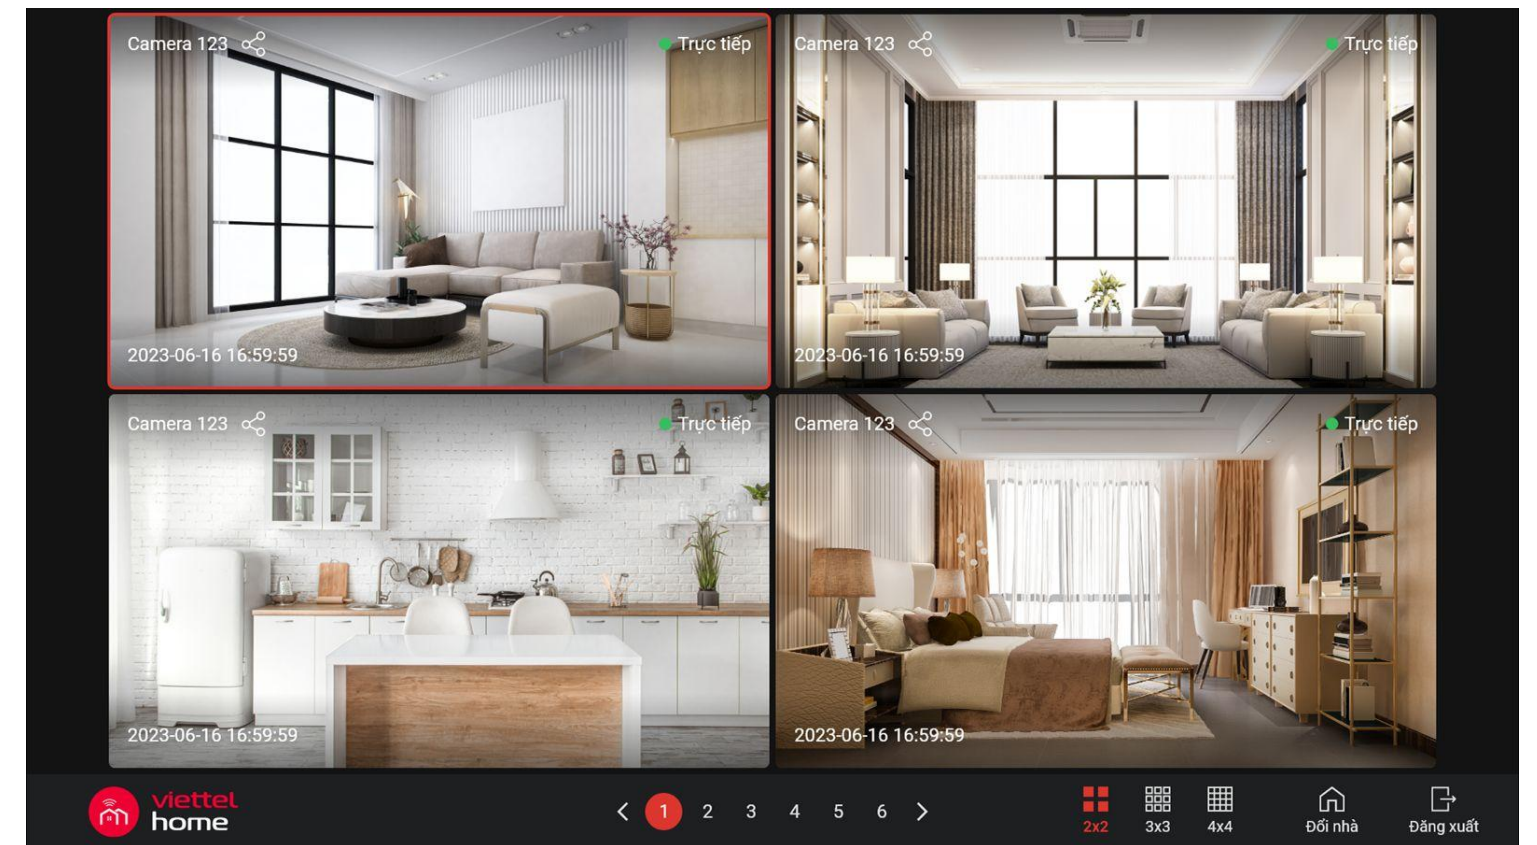 Camera 123
Trực tiếp
Camera 123
Trực tiếp
2023-06-16 16:59:59
2023-06-16 16:59:59
Camera 123
Trực tiếp
Camera 123
Trực tiếp
2023-06-16 16:59:59
2023-06-16 16:59:59
viettel
home
1 2 3 4 5 6
2x2
3x3
4x4
Đổi nhà
Đăng xuất